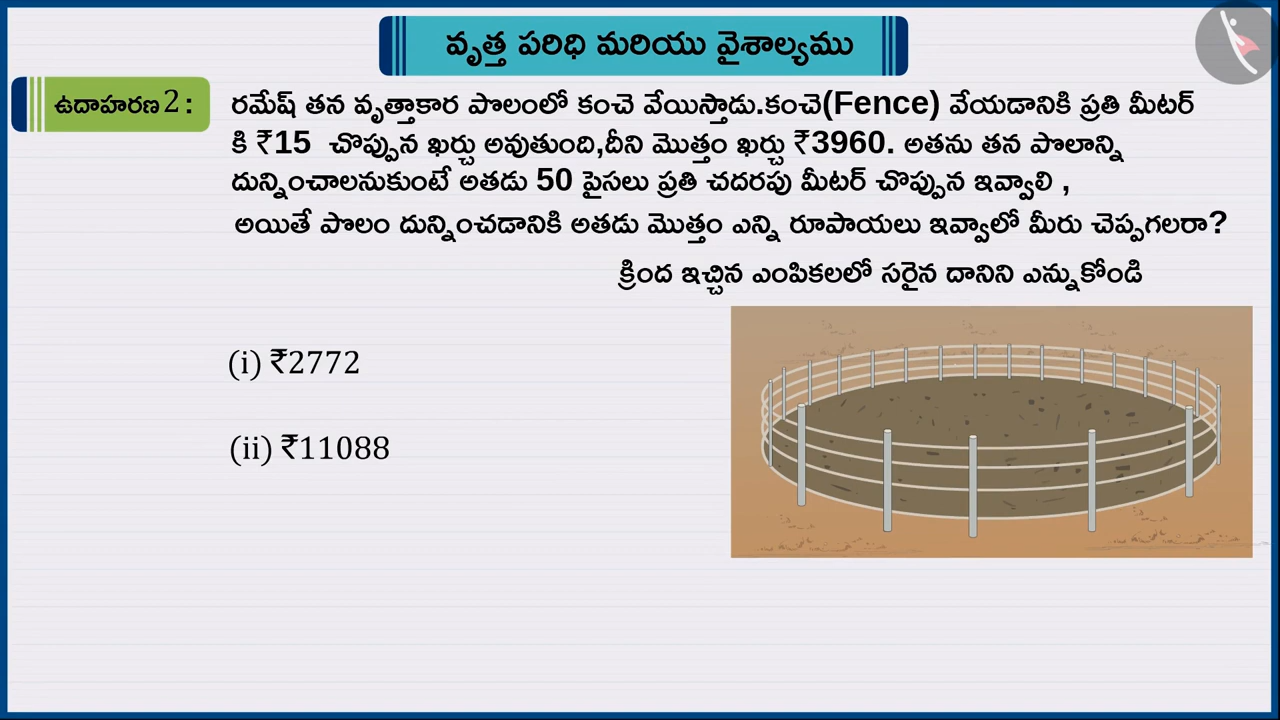 వృత్త పరిధి మరియు వైశాల్యము
ఉదాహరణ 2 :
రమేష్ తన వృత్తాకార పొలంలో కంచె వేయిస్తాడు.కంచె(Fence) వేయడానికి ప్రతి మీటర్
కి ₹15 చొప్పున ఖర్చు అవుతుంది,దీని మొత్తం ఖర్చు ₹3960. అతను తన పొలాన్ని
దున్నించాలనుకుంటే అతడు 50 పైసలు ప్రతి చదరపు మీటర్ చొప్పున ఇవ్వాలి ,
అయితే పొలం దున్నించడానికి అతడు మొత్తం ఎన్ని రూపాయలు ఇవ్వాలో మీరు చెప్పగలరా?
క్రింద ఇచ్చిన ఎంపికలలో సరైన దానిని ఎన్నుకోండి
(i) ₹2772
(ii) ₹11088